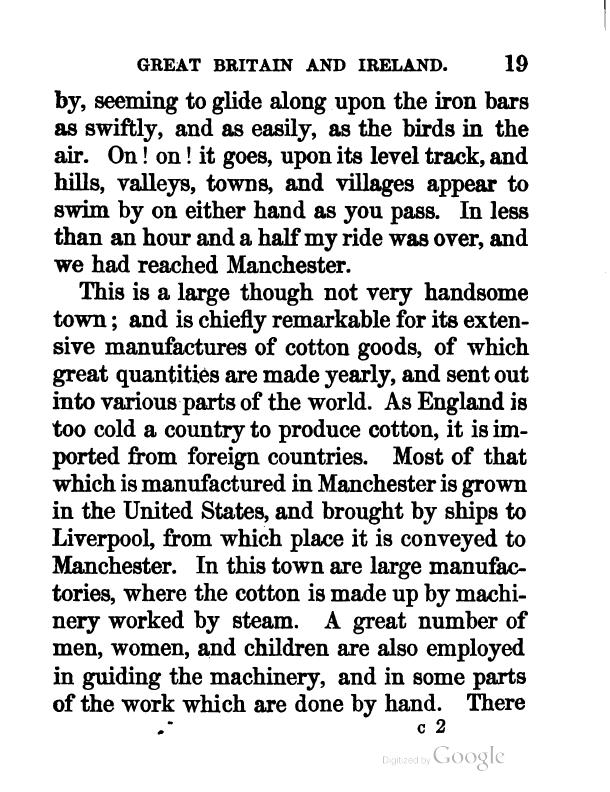 GREAT BRITAIN AND IRELAND. 19
by, seeming to glide along upon the iron bars
as swiftly, and as easily, as the birds in the
air. On! on! it goes, upon its level track, and
hills, valleys, towns, and villages appear to
swim by on either hand as you pass. In less
than an hour and a half my ride was over, and
we had reached Manchester.
This is a large though not very handsome
town; and is chiefly remarkable for its exten-
sive manufactures of cotton goods, of which
great quantities are made yearly, and sent out
into various parts of the world. As England is
too cold a country to produce cotton, it is im-
ported from foreign countries. Most of that
which is manufactured in Manchester is grown
in the United States, and brought by ships to
Liverpool, from which place it is conveyed to
Manchester. In this town are large manufac-
tories, where the cotton is made up by machi-
nery worked by steam. A great number of
men, women, and children are also employed
in guiding the machinery, and in some parts
of the work which are done by hand. There
c 2
Digitized by Google